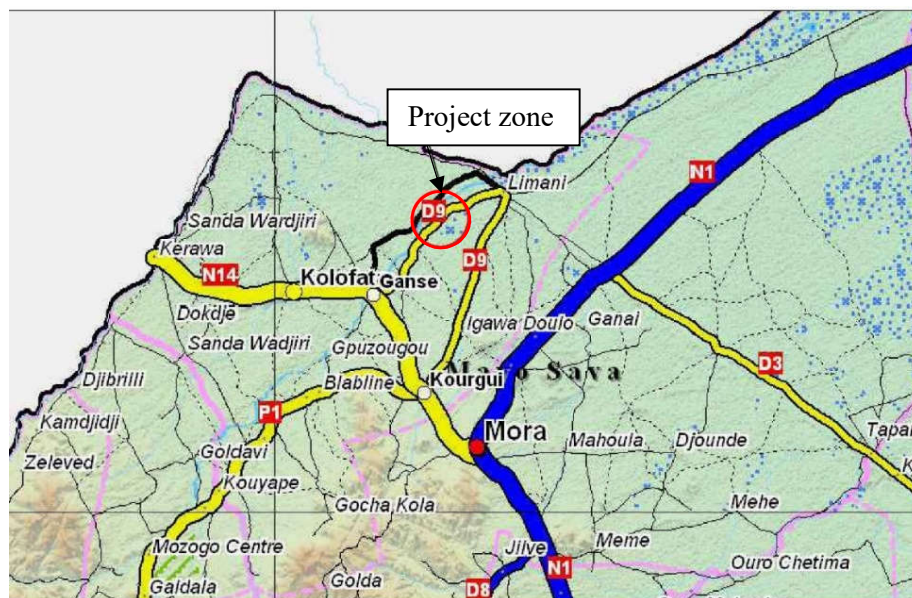 Project zone
N1
Limani
D9
Sanda Wardjiri
Kerawa
D9
N14
Kolofat
Ganse
Dokdje
Igawa Doulo
Ganai
Sanda Wadjiri
Gpuzougou
D3
Mayo Sava
Djibrilli
Blabline
Kourgui
Kamdjidji
P1
Mora
Mahoula
Djounde
Tapar
Zeleved
Goldavi
K
Kouyape
Gocha Kola
Mehe
Mozogo Centre
Jilve
Meme
Ouro Chetima
Galdala
Golda
D8
N1